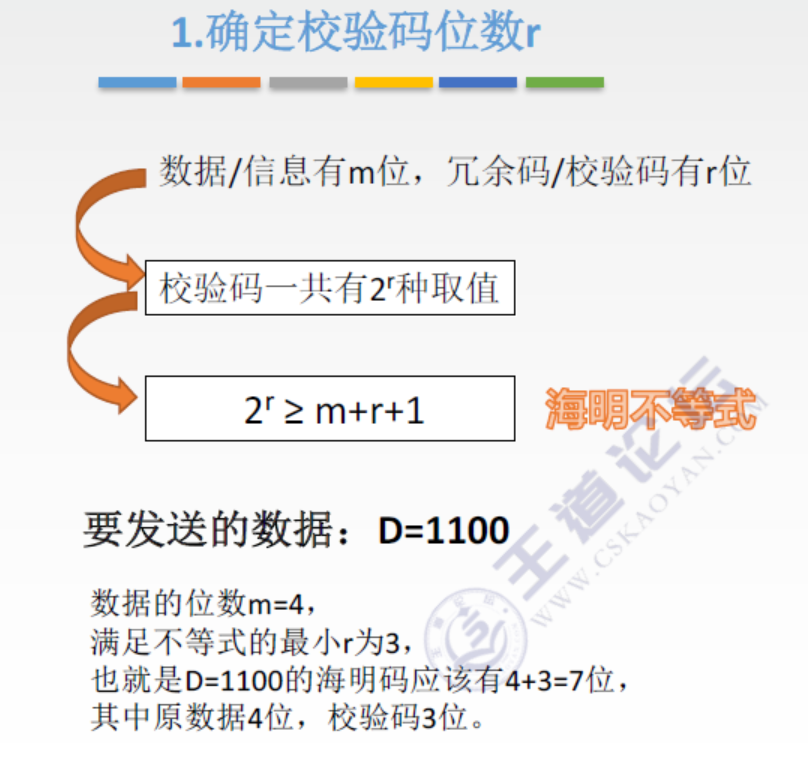 1.确定校验码位数r
数据/信息有m位，冗余码/校验码有r位
校验码一共有2ʳ种取值
2ʳ ≥ m+r+1
海明不等式
要发送的数据：D=1100
数据的位数m=4，
满足不等式的最小r为3，
也就是D=1100的海明码应该有4+3=7位，
其中原数据4位，校验码3位。
王道论坛
WWW.CSKAOYAN.COM